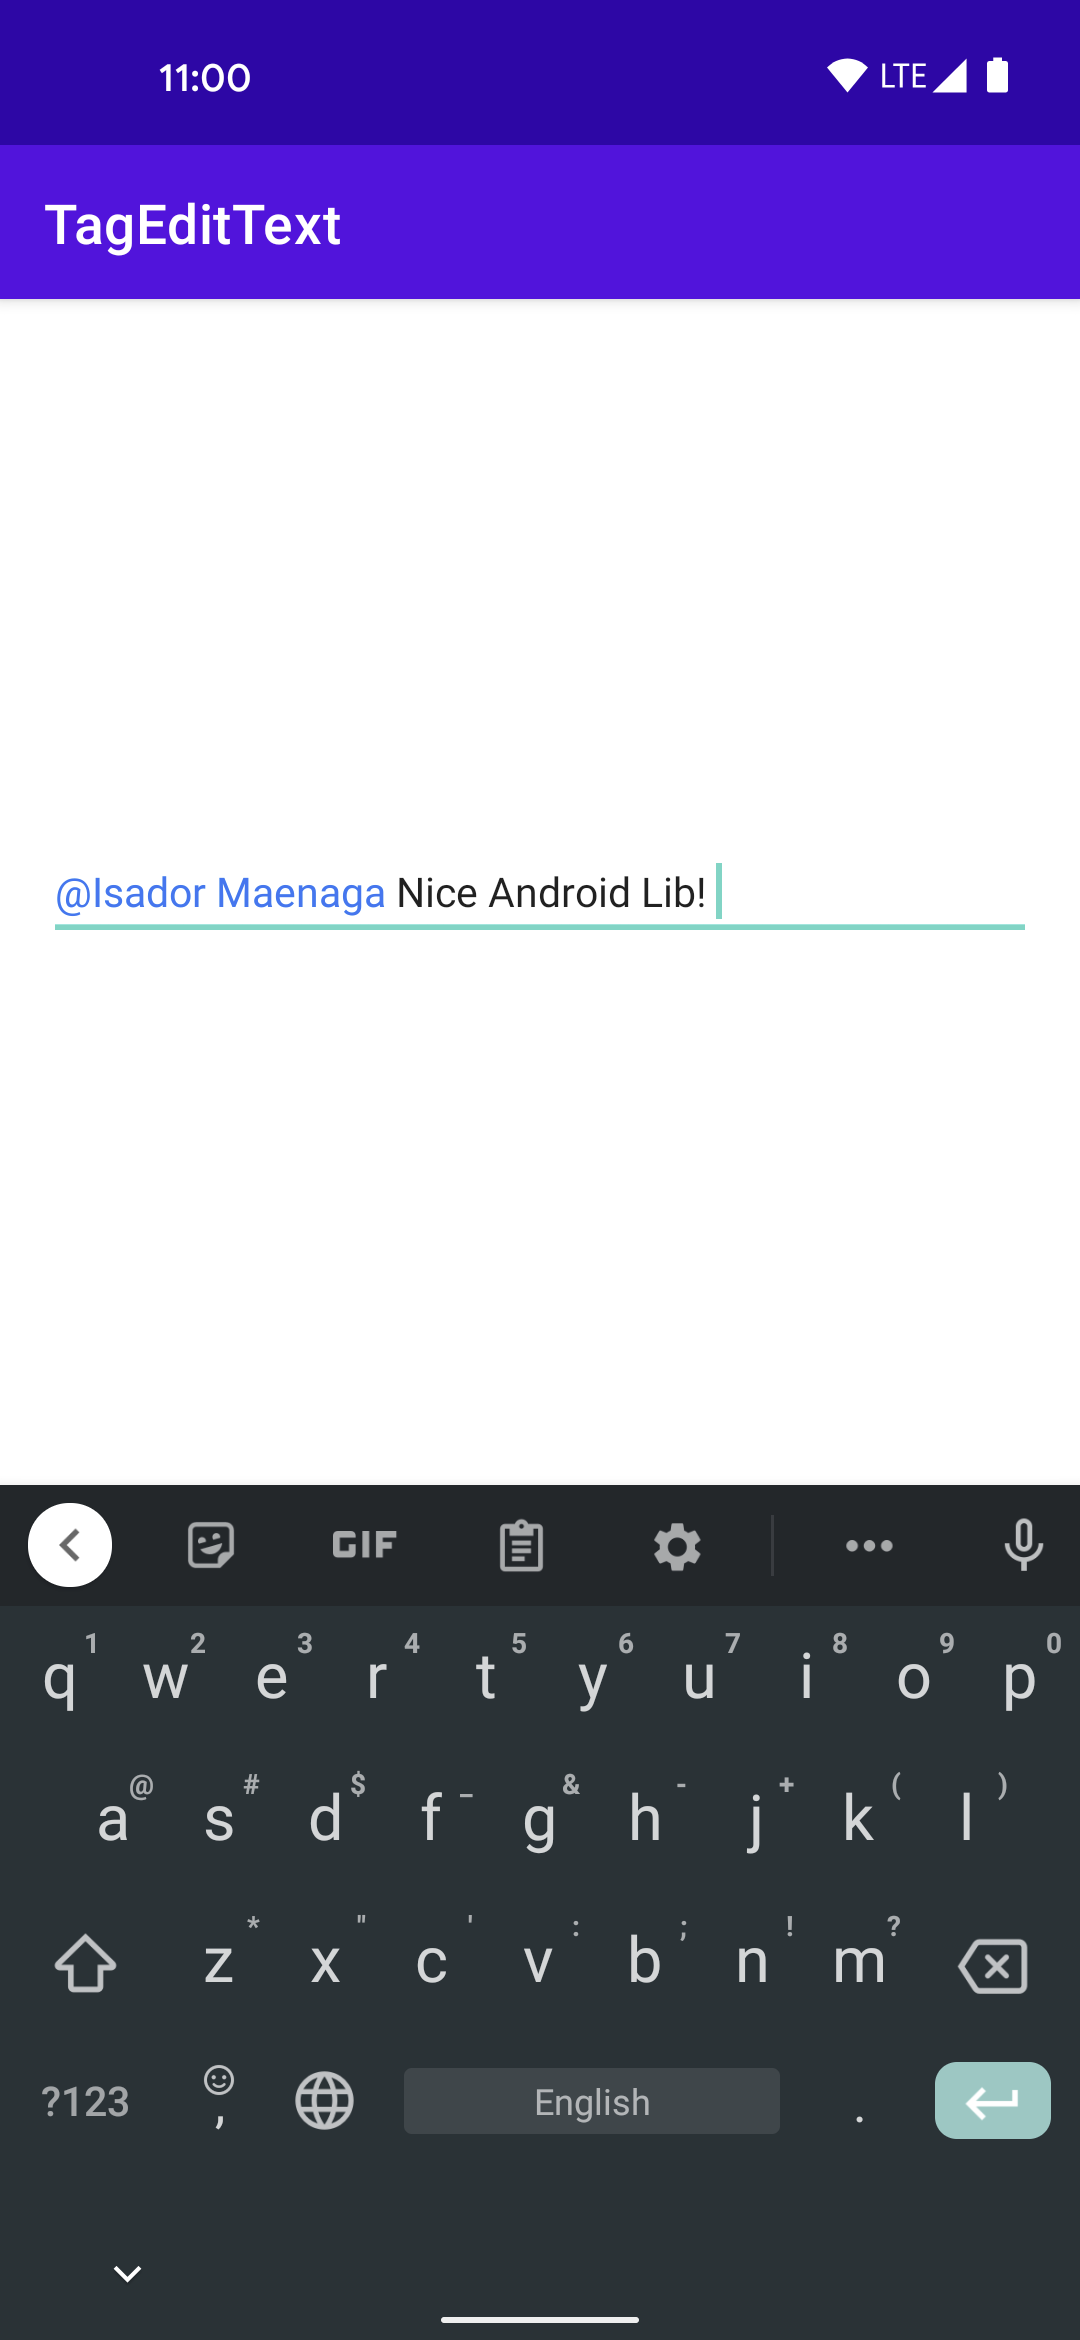 11:00 LTE
TagEditText
@Isador Maenaga Nice Android Lib!
GIF
1 2 3 4 5 6 7 8 9 0
q w e r t y u i o p
@ # $ _ & - + ( )
a s d f g h j k l
* " ' : ; ! ?
z x c v b n m
?123 , English .